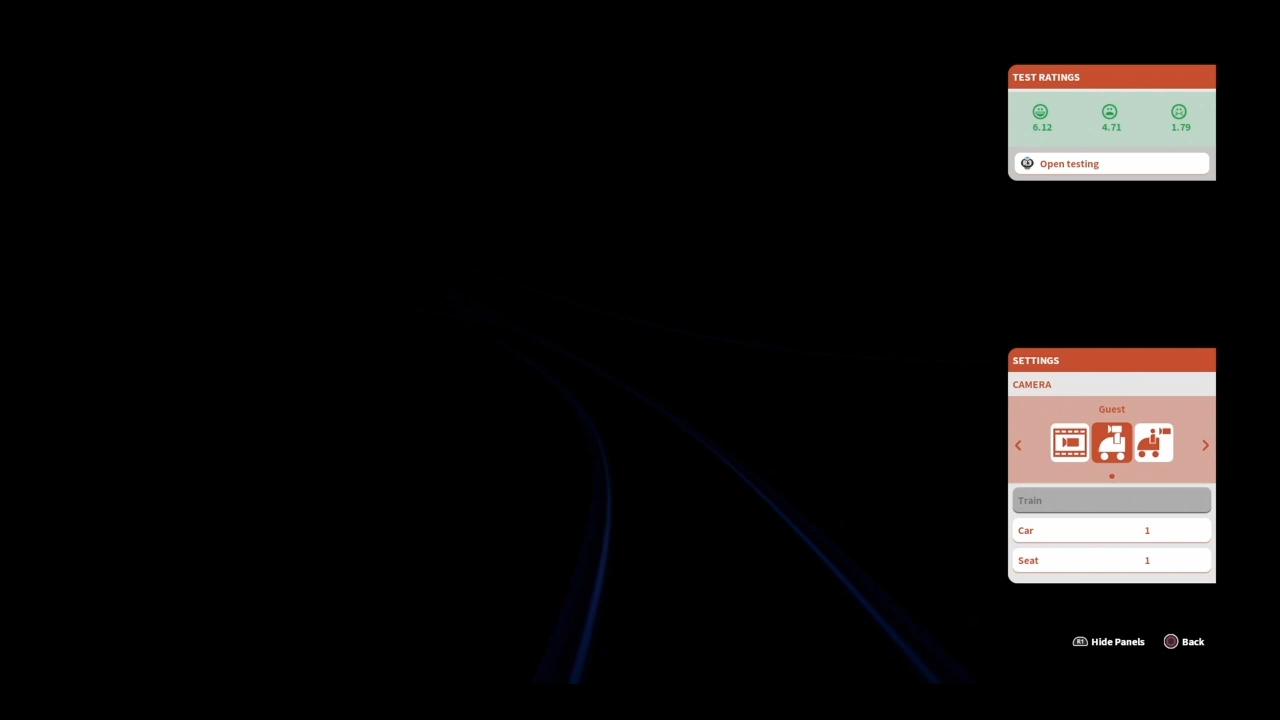 TEST RATINGS
6.12 4.71 1.79
Open testing
SETTINGS
CAMERA
Guest
Train
Car 1
Seat 1
R1 Hide Panels Back